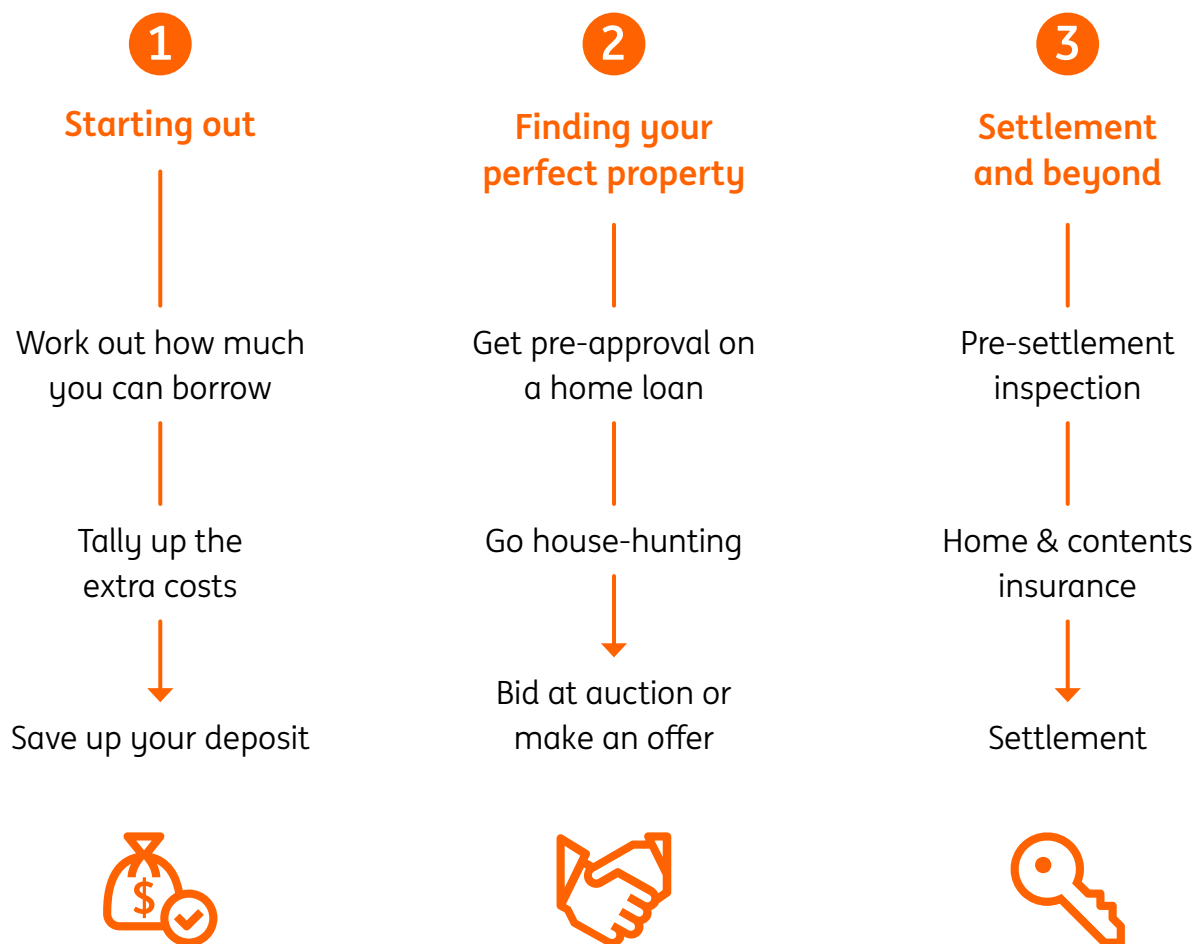 1
Starting out
Work out how much
you can borrow
Tally up the
extra costs
Save up your deposit
$
2
Finding your
perfect property
Get pre-approval on
a home loan
Go house-hunting
Bid at auction or
make an offer
3
Settlement
and beyond
Pre-settlement
inspection
Home & contents
insurance
Settlement